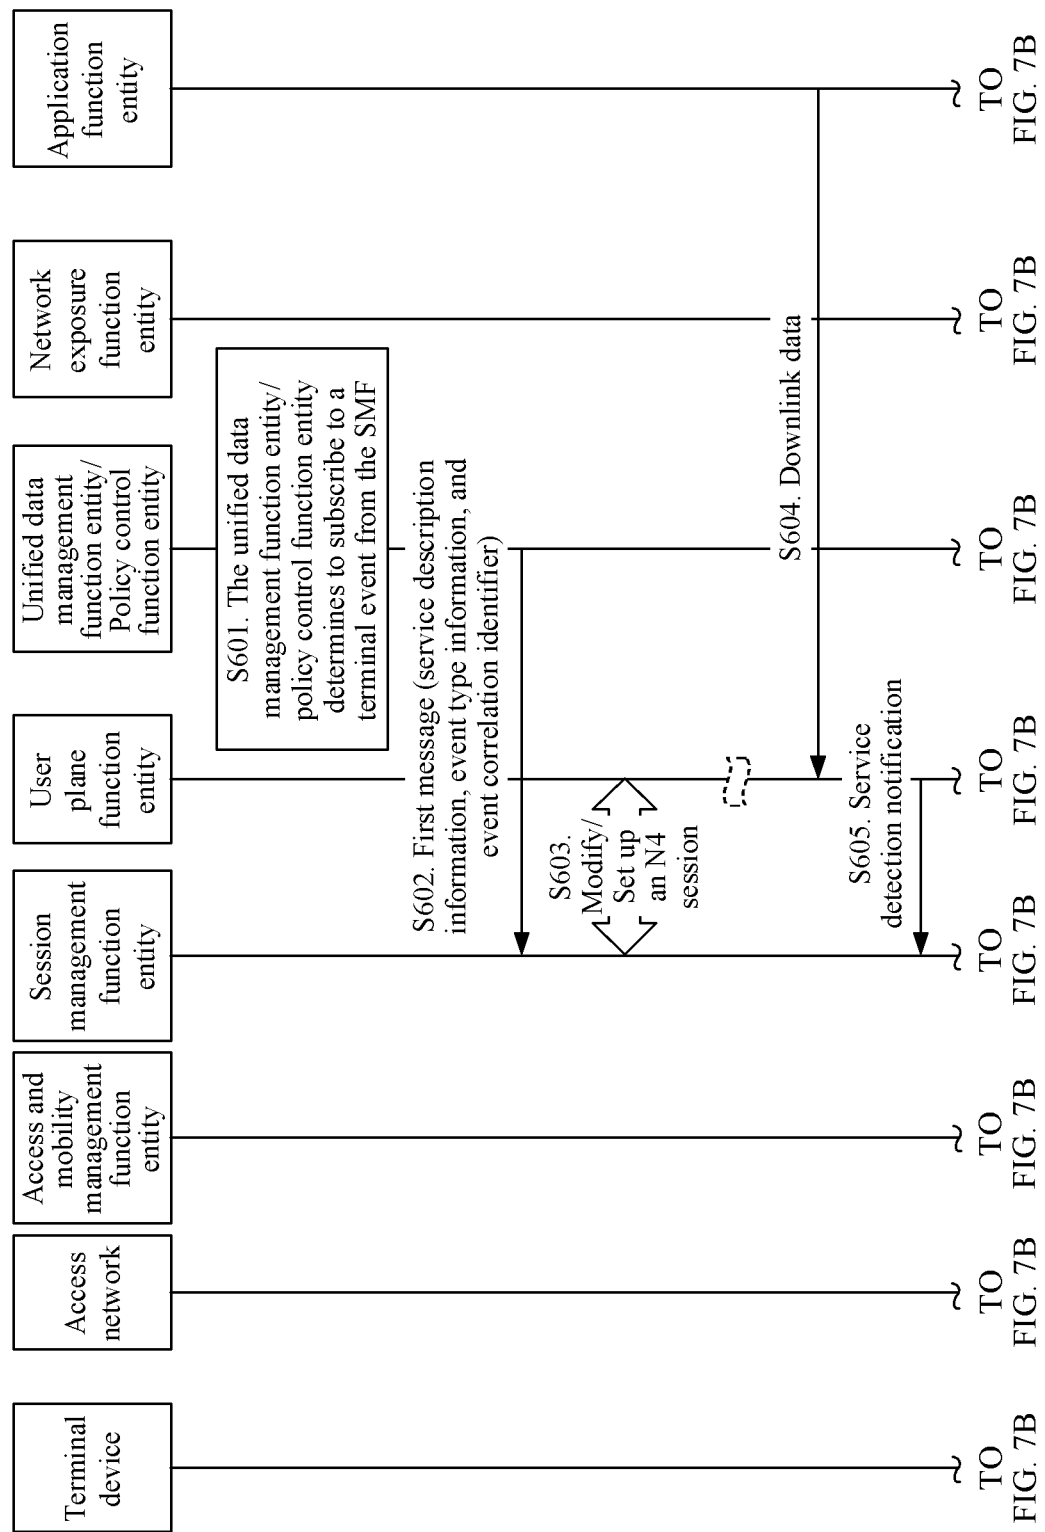 Terminal
device
Access
network
Access and
mobility
management
function
entity
Session
management
function
entity
User
plane
function
entity
Unified data
management
function entity/
Policy control
function entity
Network
exposure
function
entity
Application
function
entity
S601. The unified data
management function entity/
policy control function entity
determines to subscribe to a
terminal event from the SMF
S602. First message (service description
information, event type information, and
event correlation identifier)
S603.
Modify/
Set up
an N4
session
S604. Downlink data
S605. Service
detection notification
TO
FIG. 7B
TO
FIG. 7B
TO
FIG. 7B
TO
FIG. 7B
TO
FIG. 7B
TO
FIG. 7B
TO
FIG. 7B
TO
FIG. 7B